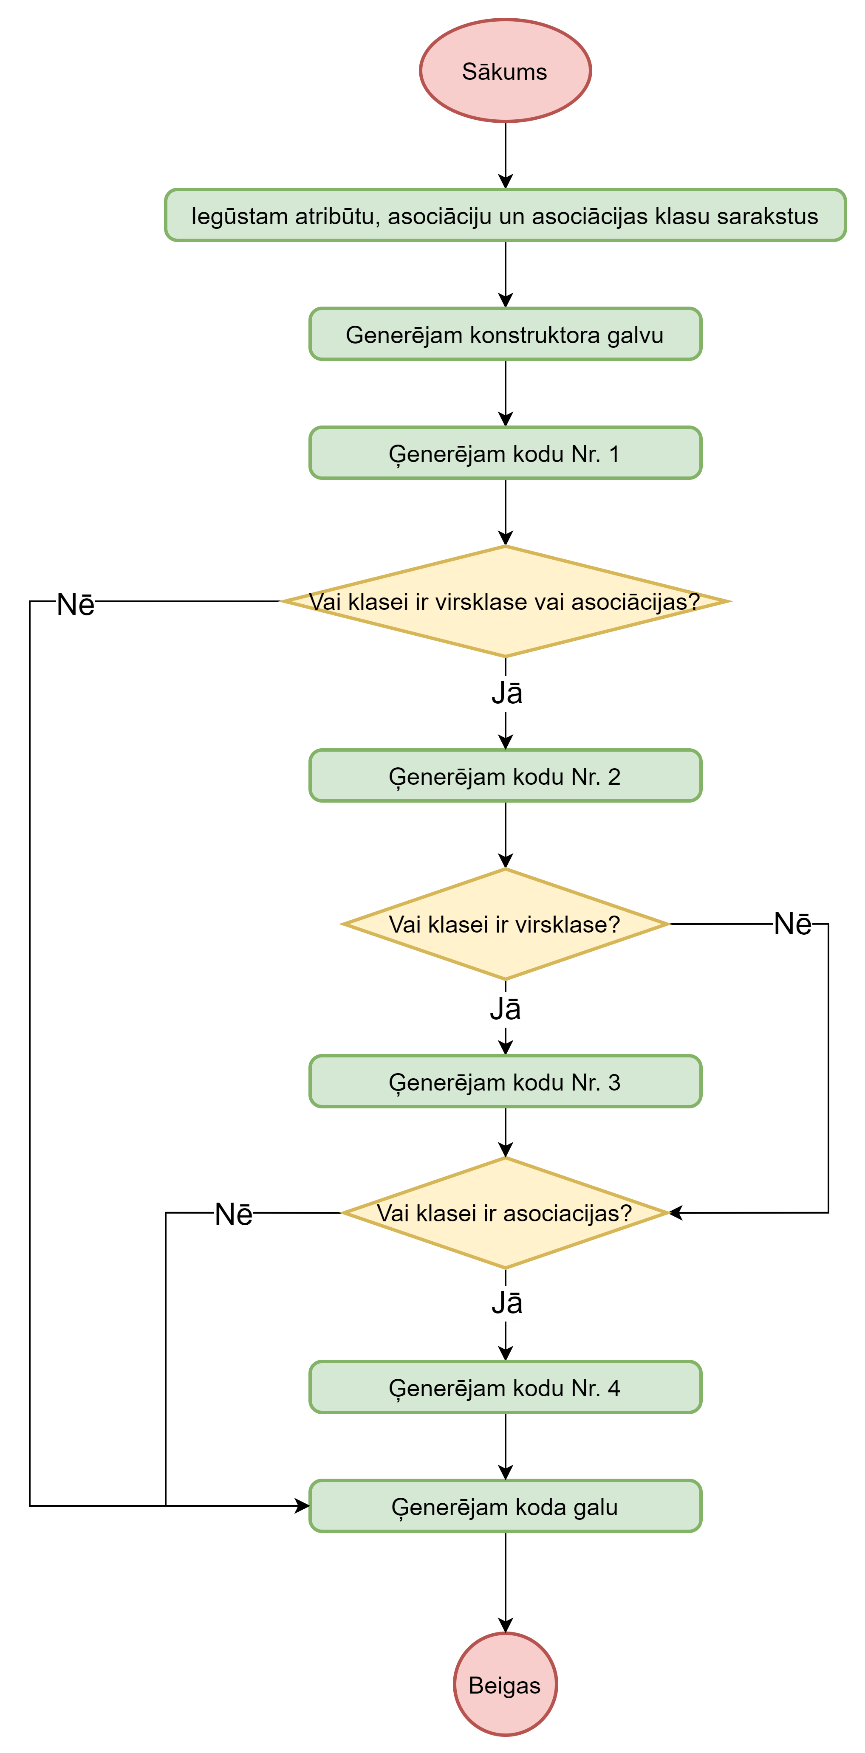 Sākums
Iegūstam atribūtu, asociāciju un asociācijas klasu sarakstus
Generējam konstruktora galvu
Ģenerējam kodu Nr. 1
Vai klasei ir virsklase vai asociācijas?
Nē
Jā
Ģenerējam kodu Nr. 2
Vai klasei ir virsklase?
Nē
Jā
Ģenerējam kodu Nr. 3
Vai klasei ir asociacijas?
Nē
Jā
Ģenerējam kodu Nr. 4
Ģenerējam koda galu
Beigas